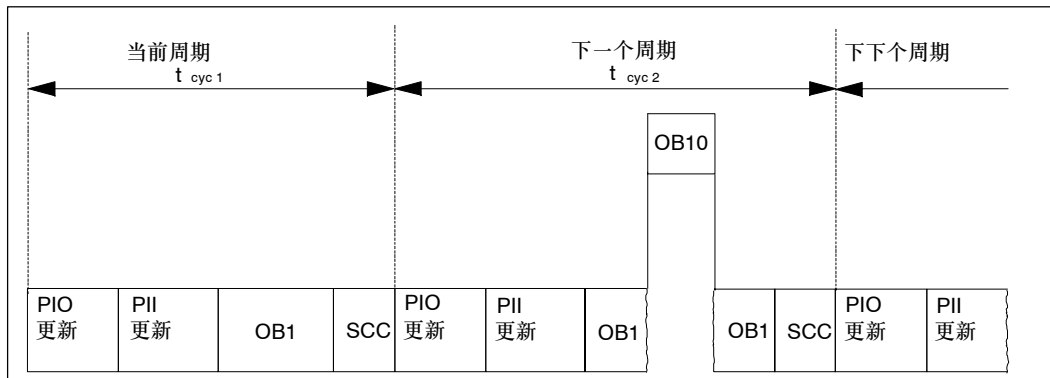 当前周期
t cyc 1
下一个周期
t cyc 2
下下个周期
OB10
PIO
更新
PII
更新
OB1
SCC
PIO
更新
PII
更新
OB1
OB1
SCC
PIO
更新
PII
更新